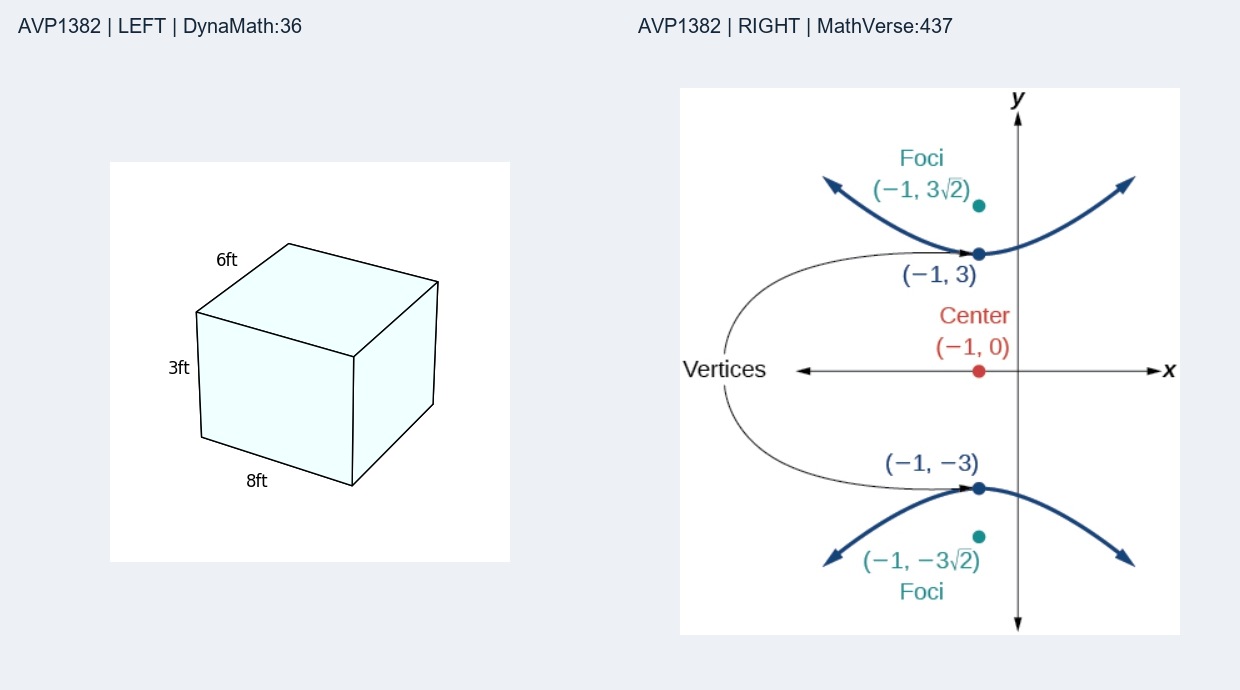 AVP1382 | LEFT | DynaMath:36
6ft
3ft
8ft
AVP1382 | RIGHT | MathVerse:437
y
Foci
(−1, 3√2)
(−1, 3)
Center
(−1, 0)
Vertices
x
(−1, −3)
(−1, −3√2)
Foci